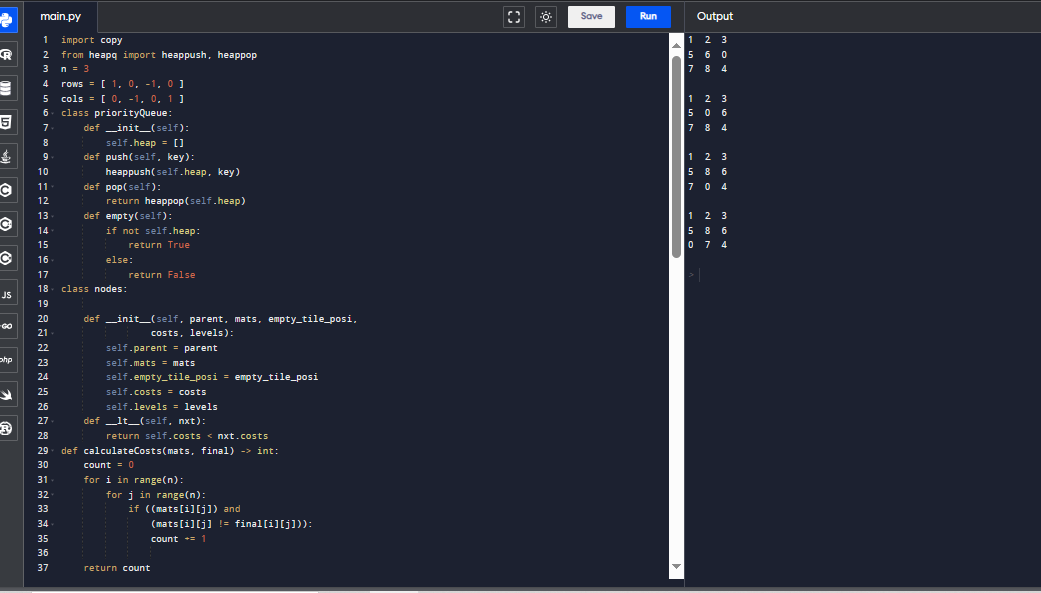 main.py
Save
Run
Output
1 import copy
2 from heapq import heappush, heappop
3 n = 3
4 rows = [ 1, 0, -1, 0 ]
5 cols = [ 0, -1, 0, 1 ]
6 class priorityQueue:
7 def __init__(self):
8 self.heap = []
9 def push(self, key):
10 heappush(self.heap, key)
11 def pop(self):
12 return heappop(self.heap)
13 def empty(self):
14 if not self.heap:
15 return True
16 else:
17 return False
18 class nodes:
19
20 def __init__(self, parent, mats, empty_tile_posi,
21 costs, levels):
22 self.parent = parent
23 self.mats = mats
24 self.empty_tile_posi = empty_tile_posi
25 self.costs = costs
26 self.levels = levels
27 def __lt__(self, nxt):
28 return self.costs < nxt.costs
29 def calculateCosts(mats, final) -> int:
30 count = 0
31 for i in range(n):
32 for j in range(n):
33 if ((mats[i][j]) and
34 (mats[i][j] != final[i][j])):
35 count += 1
36
37 return count
1 2 3
5 6 0
7 8 4
1 2 3
5 0 6
7 8 4
1 2 3
5 8 6
7 0 4
1 2 3
5 8 6
0 7 4
>
R
5
C
C
C
JS
GO
php